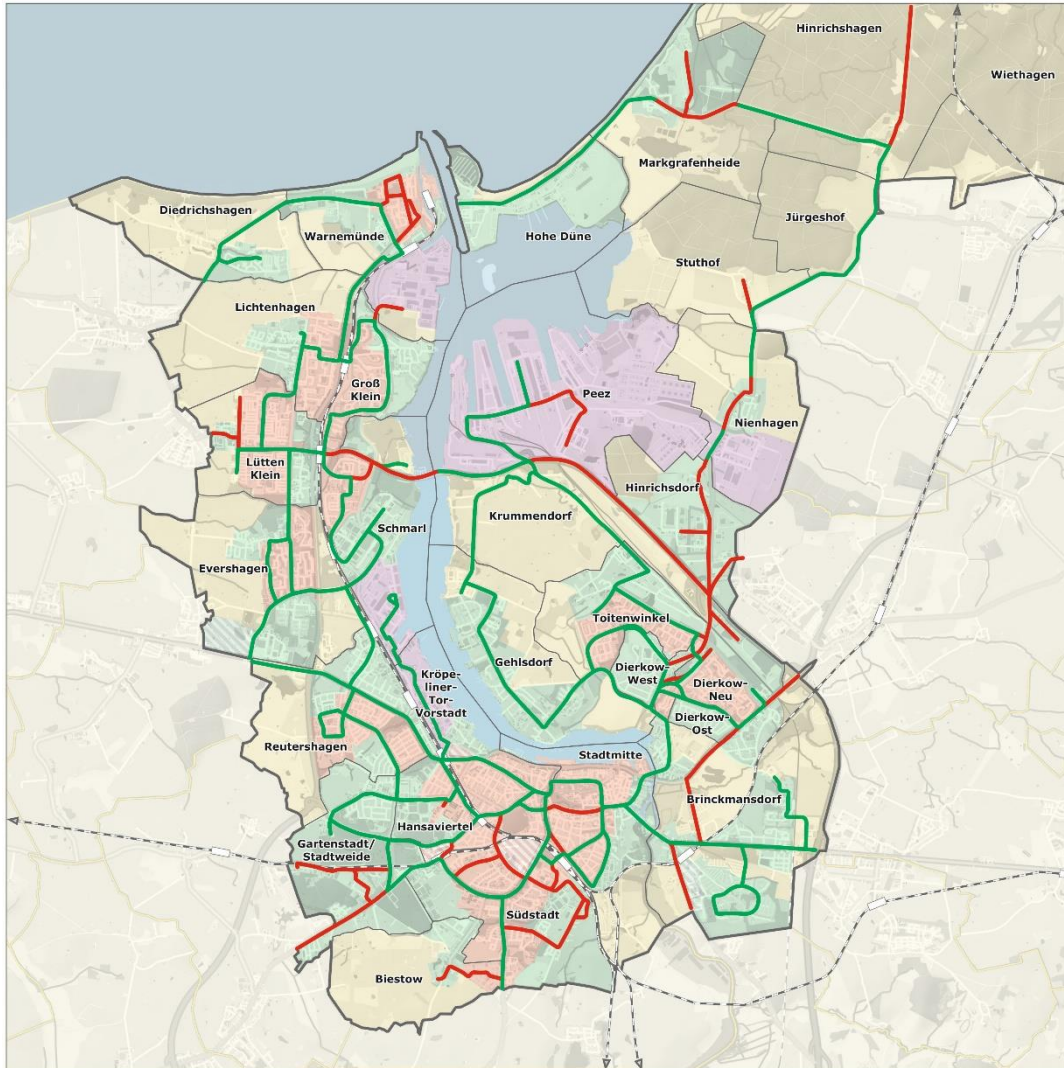 Hinrichshagen
Wiethagen
Markgrafenheide
Diedrichshagen
Jürgeshof
Warnemünde
Hohe Düne
Stuthof
Lichtenhagen
Groß
Klein
Peez
Nienhagen
Lütten
Klein
Hinrichsdorf
Krummendorf
Schmarl
Evershagen
Toitenwinkel
Gehlsdorf
Dierkow-
West
Kröpe-
liner-
Tor-
Vorstadt
Dierkow-
Neu
Dierkow-
Ost
Reutershagen
Stadtmitte
Brinckmansdorf
Hansaviertel
Gartenstadt/
Stadtweide
Südstadt
Biestow